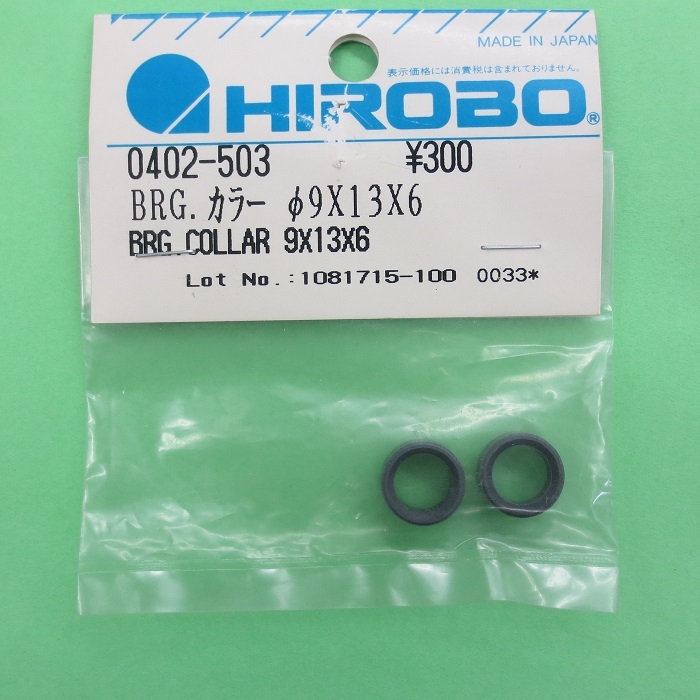 MADE IN JAPAN
表示価格には消費税は含まれておりません。
HIROBO®
0402-503 ¥300
BRG.カラー φ9X13X6
BRG.COLLAR 9X13X6
Lot No.:1081715-100 0033*